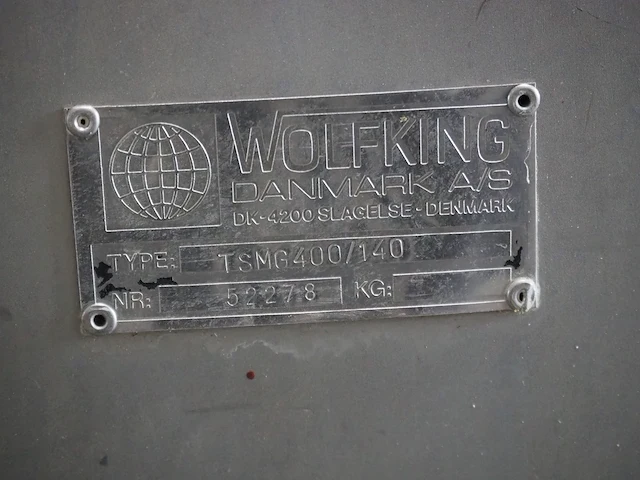 WOLFKING
DANMARK A/S
DK-4200 SLAGELSE - DENMARK
TYPE: TSMG400/140
NR: 52278 KG: